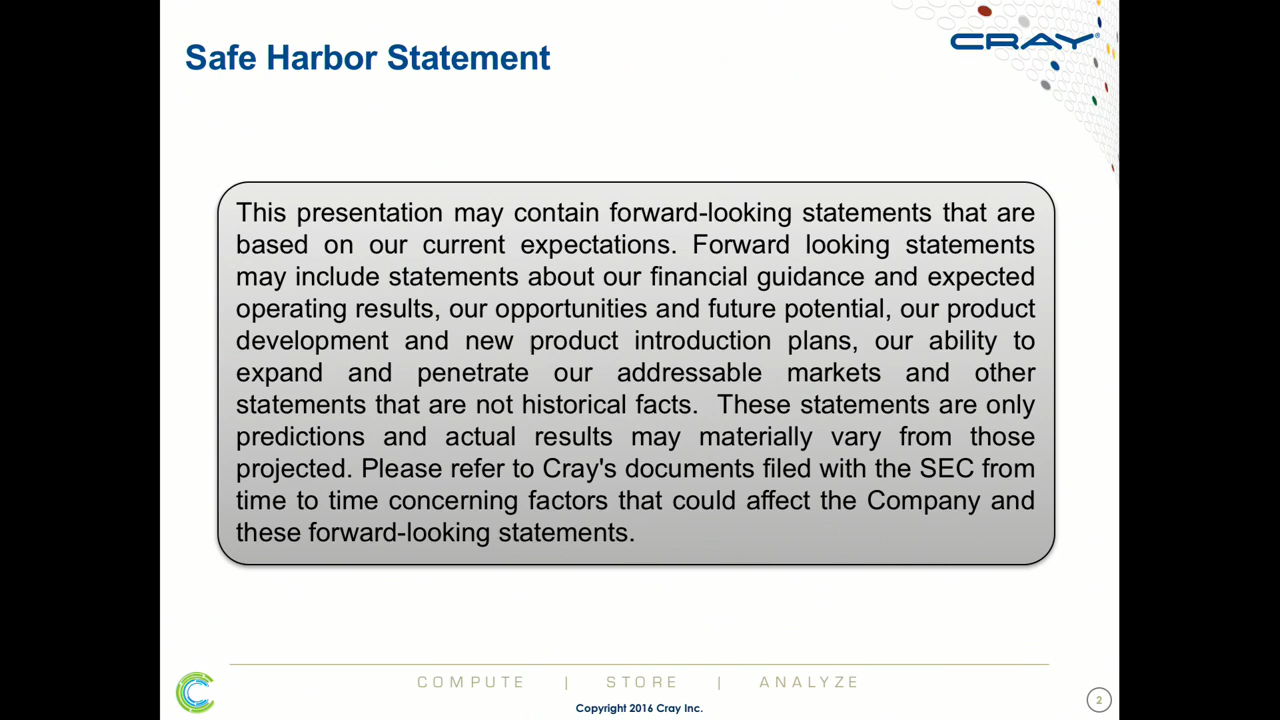 Safe Harbor Statement
CRAY®
This presentation may contain forward-looking statements that are
based on our current expectations. Forward looking statements
may include statements about our financial guidance and expected
operating results, our opportunities and future potential, our product
development and new product introduction plans, our ability to
expand and penetrate our addressable markets and other
statements that are not historical facts.  These statements are only
predictions and actual results may materially vary from those
projected. Please refer to Cray's documents filed with the SEC from
time to time concerning factors that could affect the Company and
these forward-looking statements.
COMPUTE | STORE | ANALYZE
Copyright 2016 Cray Inc.
2